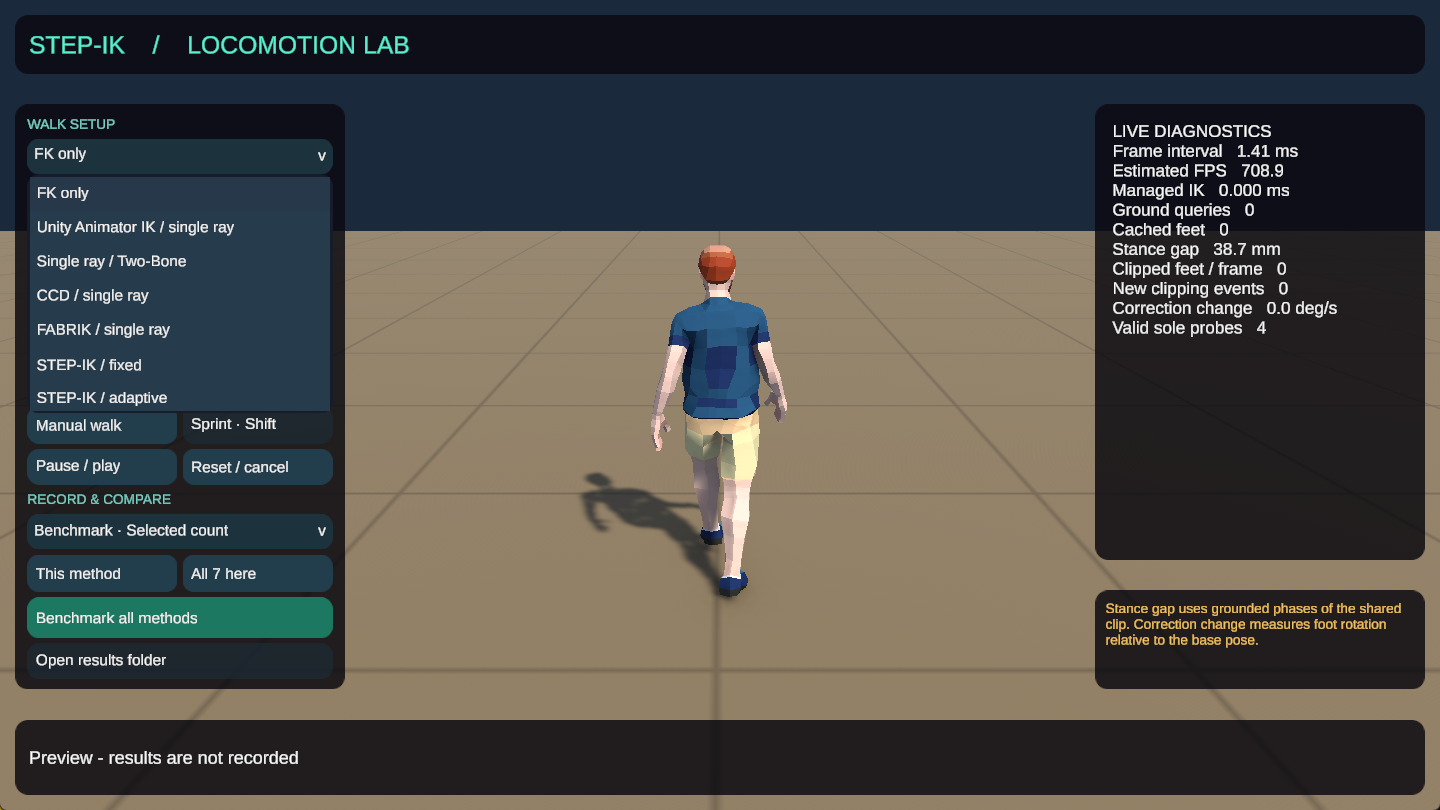 STEP-IK / LOCOMOTION LAB
WALK SETUP
FK only v
FK only
Unity Animator IK / single ray
Single ray / Two-Bone
CCD / single ray
FABRIK / single ray
STEP-IK / fixed
STEP-IK / adaptive
Manual walk Sprint · Shift
Pause / play Reset / cancel
RECORD & COMPARE
Benchmark · Selected count v
This method All 7 here
Benchmark all methods
Open results folder
LIVE DIAGNOSTICS
Frame interval 1.41 ms
Estimated FPS 708.9
Managed IK 0.000 ms
Ground queries 0
Cached feet 0
Stance gap 38.7 mm
Clipped feet / frame 0
New clipping events 0
Correction change 0.0 deg/s
Valid sole probes 4
Stance gap uses grounded phases of the shared
clip. Correction change measures foot rotation
relative to the base pose.
Preview - results are not recorded